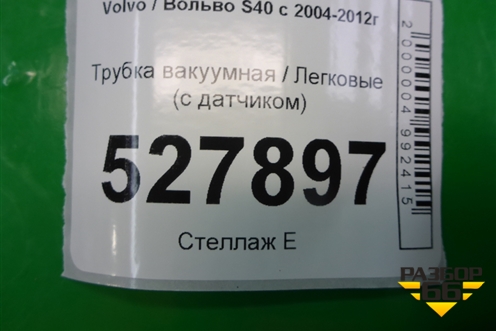 Volvo / Вольво S40 с 2004-2012г
Трубка вакуумная / Легковые
(с датчиком)
527897
Стеллаж Е
2000004992415
РАЗБОР
66